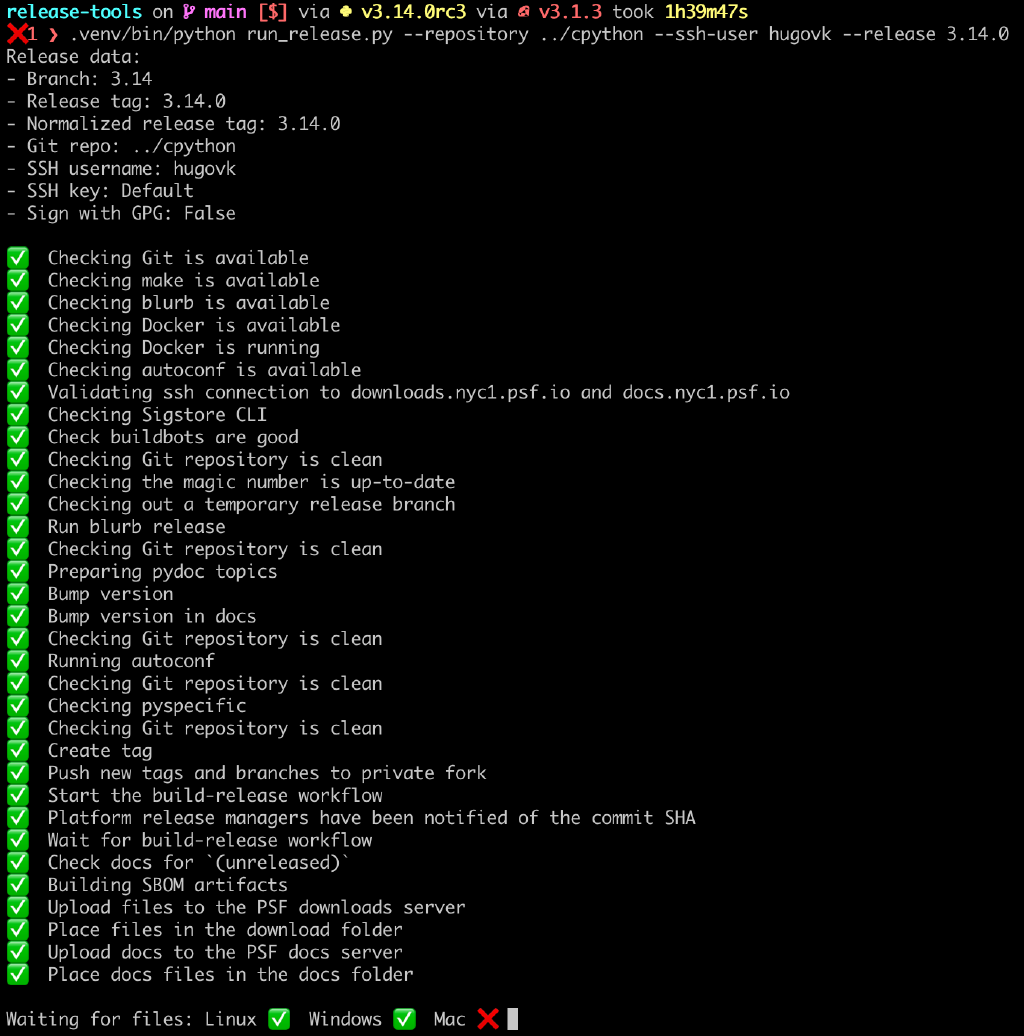 release-tools on main [$] via v3.14.0rc3 via v3.1.3 took 1h39m47s
❌1 ❯ .venv/bin/python run_release.py --repository ../cpython --ssh-user hugovk --release 3.14.0
Release data:
- Branch: 3.14
- Release tag: 3.14.0
- Normalized release tag: 3.14.0
- Git repo: ../cpython
- SSH username: hugovk
- SSH key: Default
- Sign with GPG: False
✅ Checking Git is available
✅ Checking make is available
✅ Checking blurb is available
✅ Checking Docker is available
✅ Checking Docker is running
✅ Checking autoconf is available
✅ Validating ssh connection to downloads.nyc1.psf.io and docs.nyc1.psf.io
✅ Checking Sigstore CLI
✅ Check buildbots are good
✅ Checking Git repository is clean
✅ Checking the magic number is up-to-date
✅ Checking out a temporary release branch
✅ Run blurb release
✅ Checking Git repository is clean
✅ Preparing pydoc topics
✅ Bump version
✅ Bump version in docs
✅ Checking Git repository is clean
✅ Running autoconf
✅ Checking Git repository is clean
✅ Checking pyspecific
✅ Checking Git repository is clean
✅ Create tag
✅ Push new tags and branches to private fork
✅ Start the build-release workflow
✅ Platform release managers have been notified of the commit SHA
✅ Wait for build-release workflow
✅ Check docs for `(unreleased)`
✅ Building SBOM artifacts
✅ Upload files to the PSF downloads server
✅ Place files in the download folder
✅ Upload docs to the PSF docs server
✅ Place docs files in the docs folder
Waiting for files: Linux ✅ Windows ✅ Mac ❌